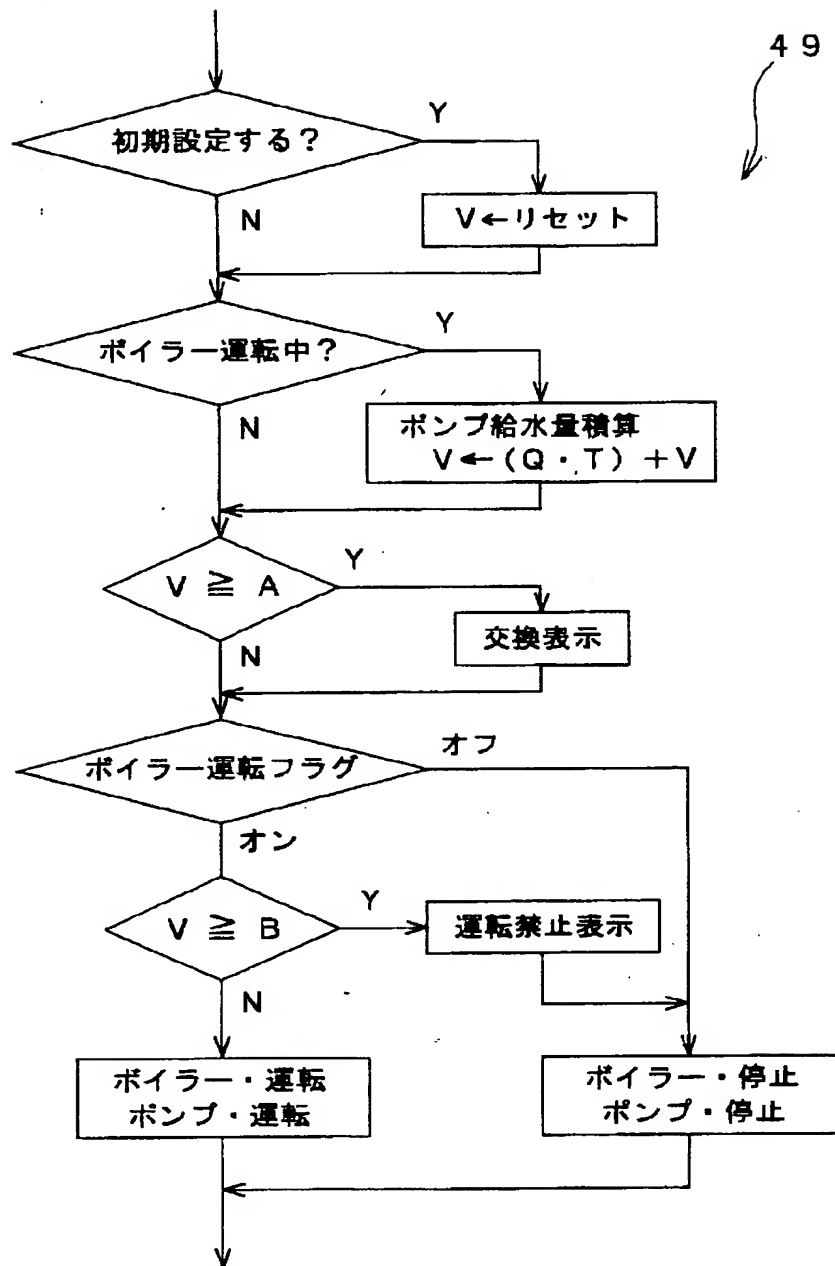 49
初期設定する?
Y
N
V←リセット
ボイラー運転中?
Y
N
ポンプ給水量積算
V←(Q・T)+V
V ≧ A
Y
N
交換表示
ボイラー運転フラグ
オフ
オン
V ≧ B
Y
運転禁止表示
N
ボイラー・運転
ポンプ・運転
ボイラー・停止
ポンプ・停止